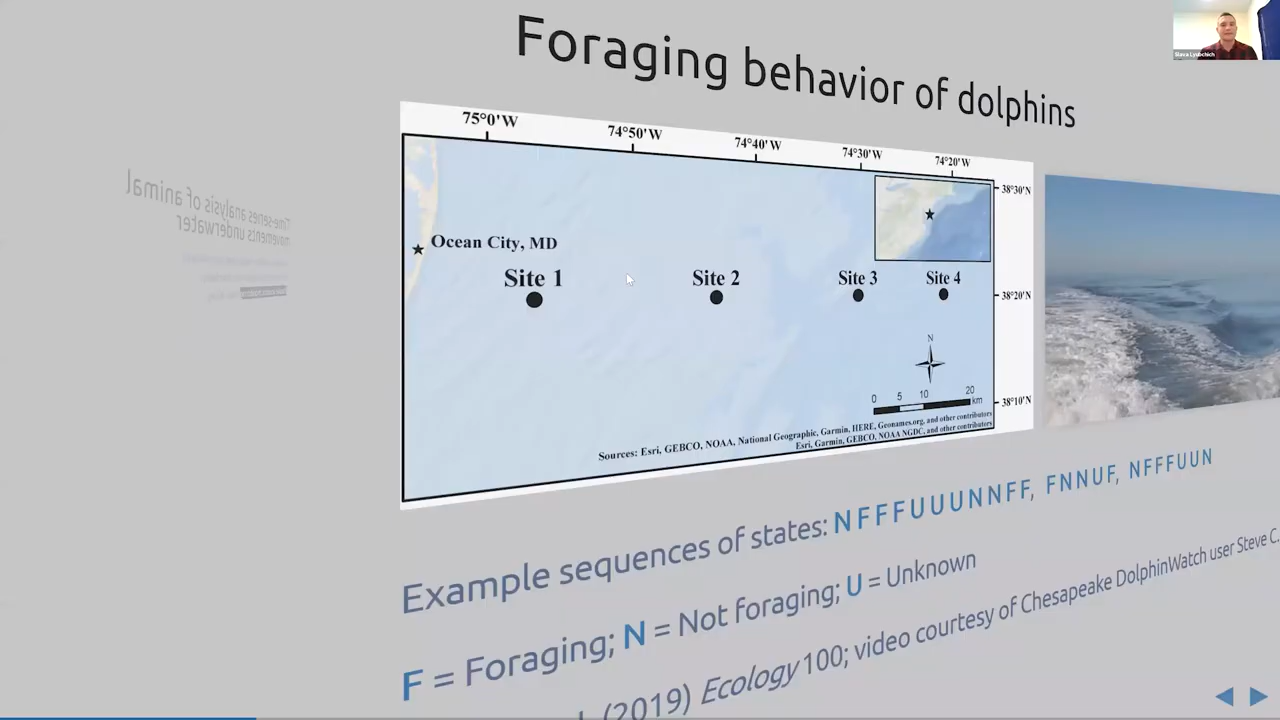 Foraging behavior of dolphins
Slava Lyubchich
75°0'W
74°50'W
74°40'W
74°30'W
74°20'W
38°30'N
38°20'N
38°10'N
Ocean City, MD
Site 1
Site 2
Site 3
Site 4
N
0 5 10 20
km
Sources: Esri, GEBCO, NOAA, National Geographic, Garmin, HERE, Geonames.org, and other contributors
Esri, Garmin, GEBCO, NOAA NGDC, and other contributors
Time-series analysis of animal
movements underwater
Example sequences of states: N F F F U U U N N F F, F N N U F, N F F F U U N
F = Foraging; N = Not foraging; U = Unknown
(2019) Ecology 100; video courtesy of Chesapeake DolphinWatch user Steve C.